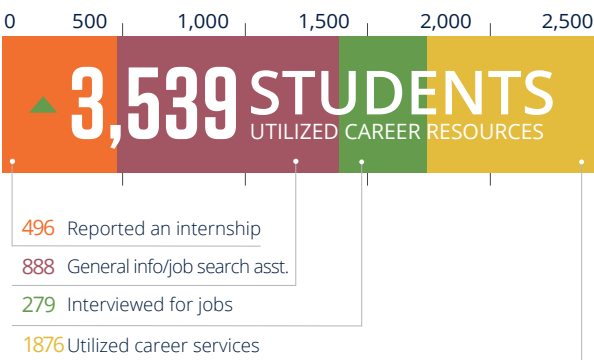 0 500 1,000 1,500 2,000 2,500
3,539 STUDENTS
UTILIZED CAREER RESOURCES
496 Reported an internship
888 General info/job search asst.
279 Interviewed for jobs
1876 Utilized career services